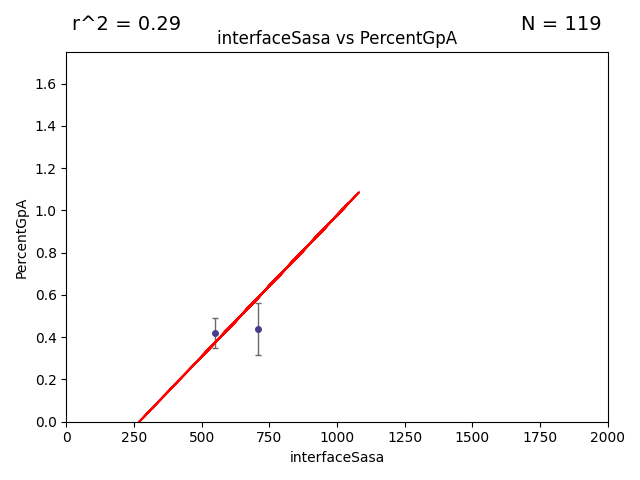 r^2 = 0.29
N = 119
interfaceSasa vs PercentGpA
PercentGpA
1.6
1.4
1.2
1.0
0.8
0.6
0.4
0.2
0.0
0 250 500 750 1000 1250 1500 1750 2000
interfaceSasa